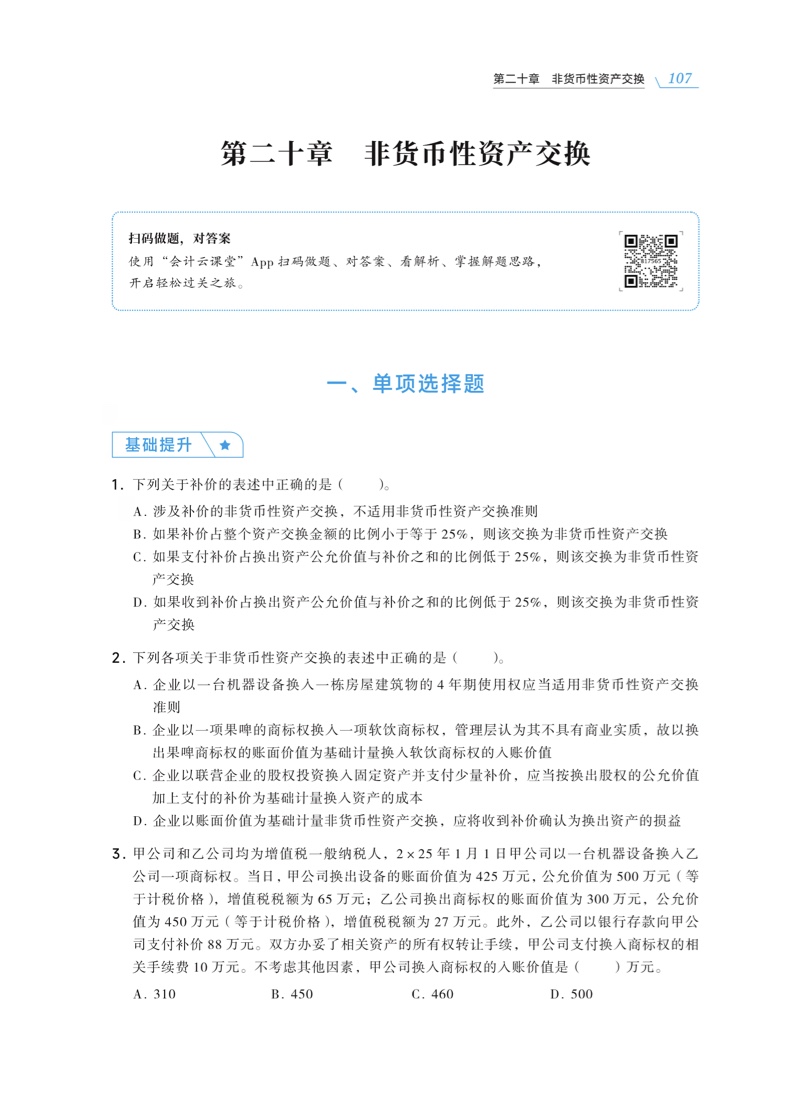 第二十章　非货币性资产交换　107
第二十章　非货币性资产交换
扫码做题，对答案
使用“会计云课堂”App 扫码做题、对答案、看解析、掌握解题思路，
开启轻松过关之旅。
一、单项选择题
基础提升
1. 下列关于补价的表述中正确的是（　　）。
A. 涉及补价的非货币性资产交换，不适用非货币性资产交换准则
B. 如果补价占整个资产交换金额的比例小于等于 25%，则该交换为非货币性资产交换
C. 如果支付补价占换出资产公允价值与补价之和的比例低于 25%，则该交换为非货币性资
产交换
D. 如果收到补价占换出资产公允价值与补价之和的比例低于 25%，则该交换为非货币性资
产交换
2. 下列各项关于非货币性资产交换的表述中正确的是（　　）。
A. 企业以一台机器设备换入一栋房屋建筑物的 4 年期使用权应当适用非货币性资产交换
准则
B. 企业以一项果啤的商标权换入一项软饮商标权，管理层认为其不具有商业实质，故以换
出果啤商标权的账面价值为基础计量换入软饮商标权的入账价值
C. 企业以联营企业的股权投资换入固定资产并支付少量补价，应当按换出股权的公允价值
加上支付的补价为基础计量换入资产的成本
D. 企业以账面价值为基础计量非货币性资产交换，应将收到补价确认为换出资产的损益
3. 甲公司和乙公司均为增值税一般纳税人，2×25 年 1 月 1 日甲公司以一台机器设备换入乙
公司一项商标权。当日，甲公司换出设备的账面价值为 425 万元，公允价值为 500 万元（等
于计税价格），增值税税额为 65 万元；乙公司换出商标权的账面价值为 300 万元，公允价
值为 450 万元（等于计税价格），增值税税额为 27 万元。此外，乙公司以银行存款向甲公
司支付补价 88 万元。双方办妥了相关资产的所有权转让手续，甲公司支付换入商标权的相
关手续费 10 万元。不考虑其他因素，甲公司换入商标权的入账价值是（　　）万元。
A. 310　B. 450　C. 460　D. 500